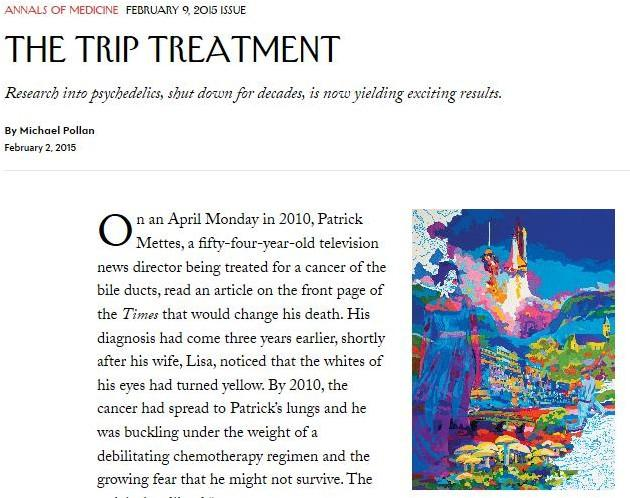 ANNALS OF MEDICINE FEBRUARY 9, 2015 ISSUE
THE TRIP TREATMENT
Research into psychedelics, shut down for decades, is now yielding exciting results.
By Michael Pollan
February 2, 2015
On an April Monday in 2010, Patrick
Mettes, a fifty-four-year-old television
news director being treated for a cancer of the
bile ducts, read an article on the front page of
the Times that would change his death. His
diagnosis had come three years earlier, shortly
after his wife, Lisa, noticed that the whites of
his eyes had turned yellow. By 2010, the
cancer had spread to Patrick's lungs and he
was buckling under the weight of a
debilitating chemotherapy regimen and the
growing fear that he might not survive. The